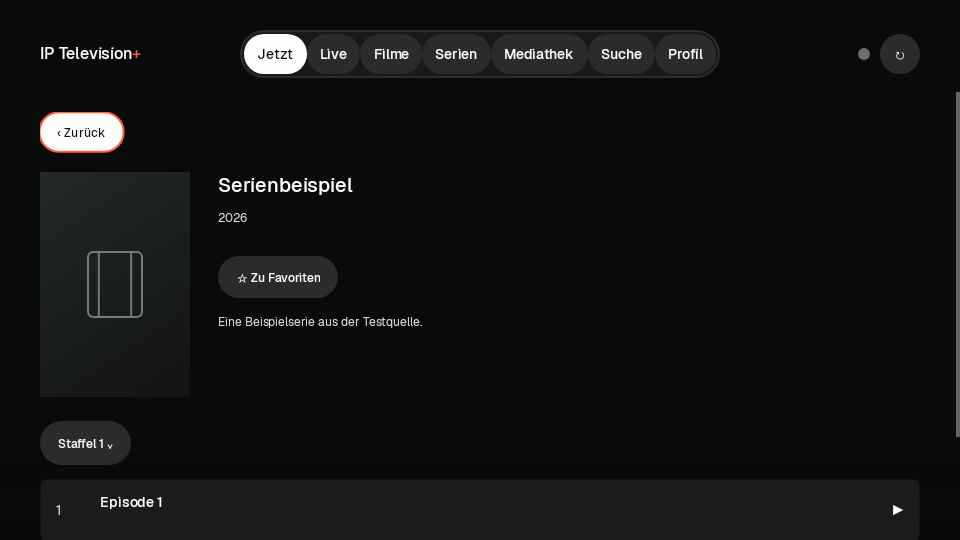 IP Television+
Jetzt Live Filme Serien Mediathek Suche Profil
↻
‹ Zurück
Serienbeispiel
2026
☆ Zu Favoriten
Eine Beispielserie aus der Testquelle.
Staffel 1 v
1 Episode 1 ▶